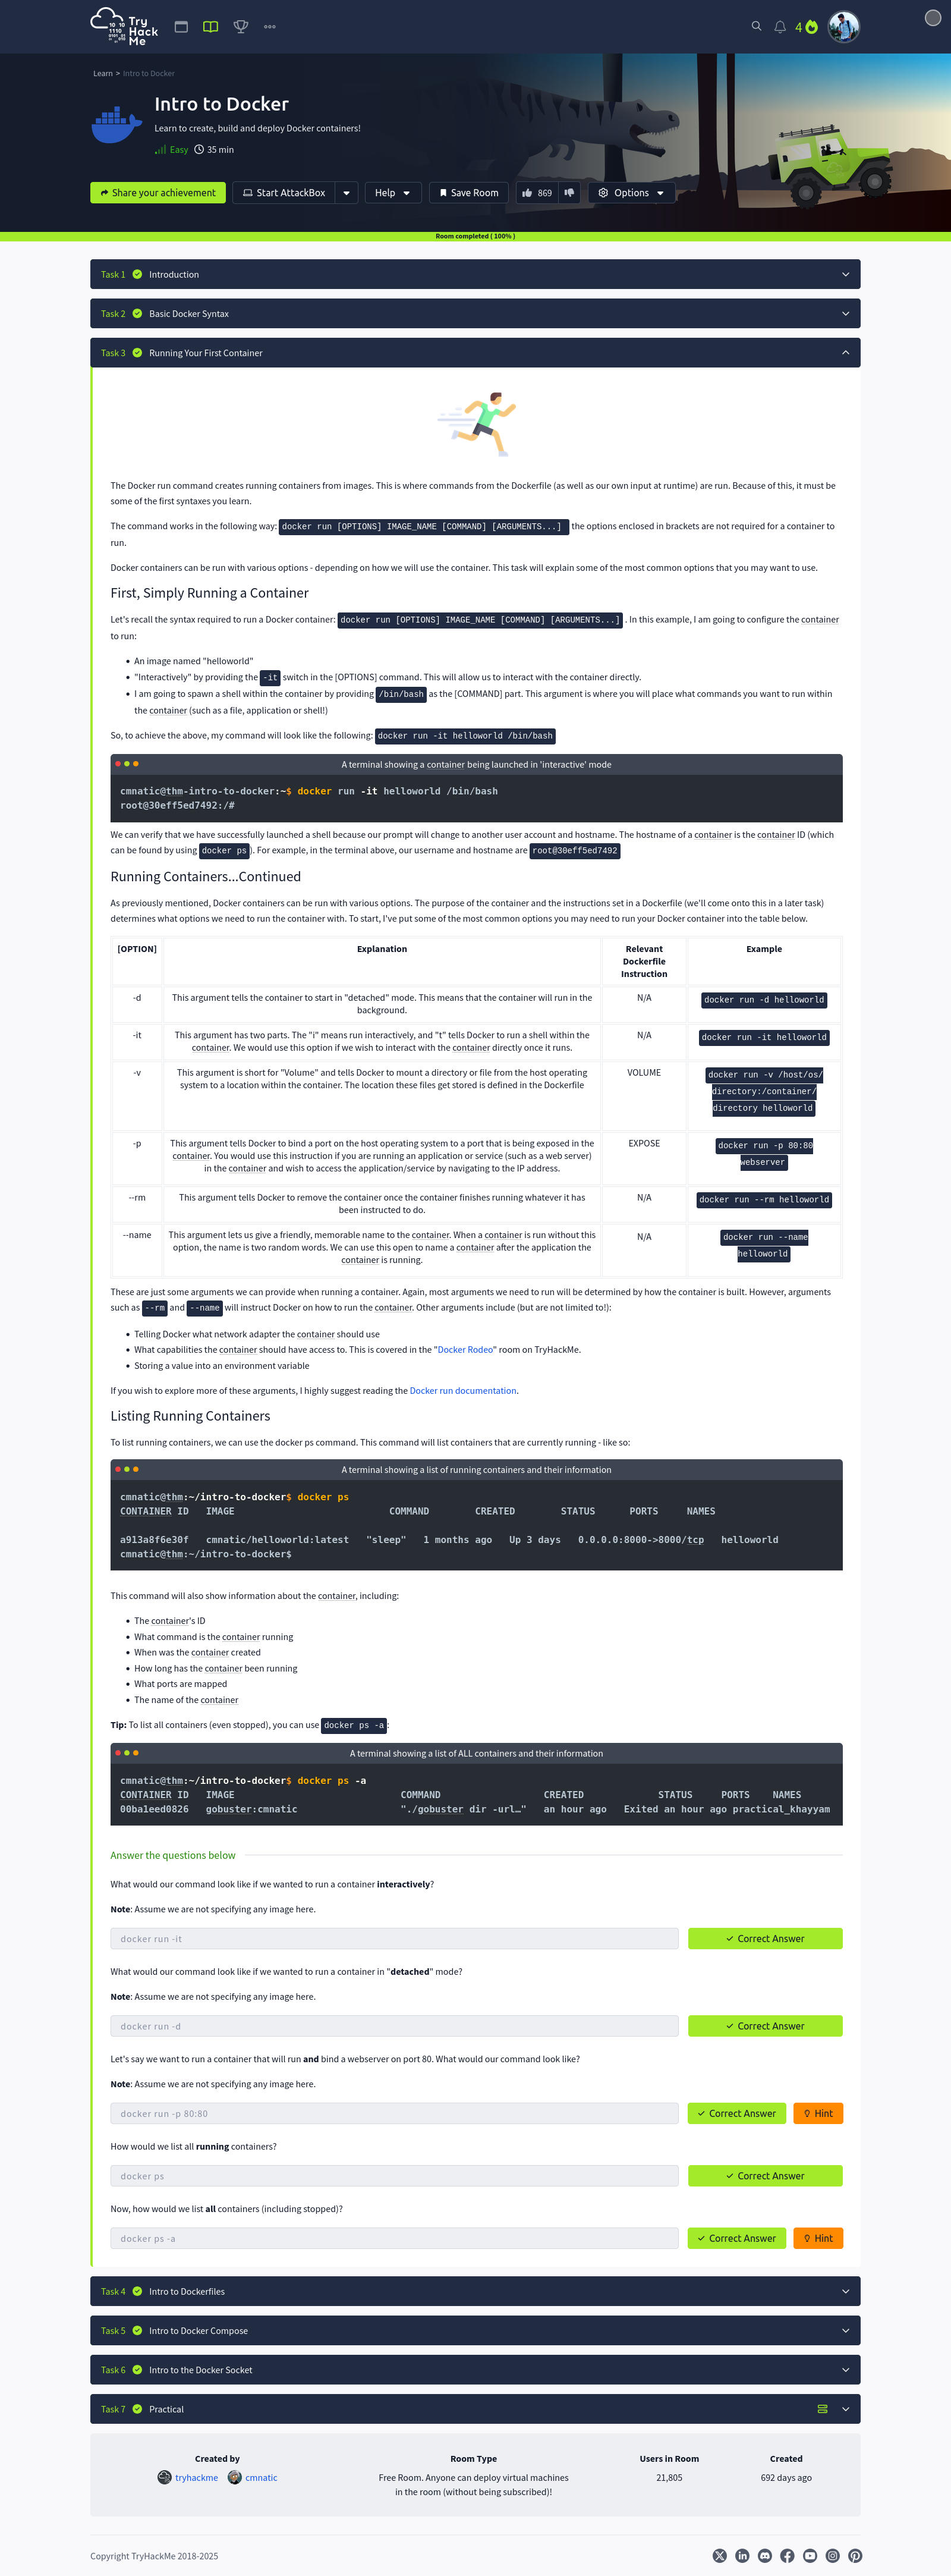 Try
Hack
Me
4
Learn > Intro to Docker
Intro to Docker
Learn to create, build and deploy Docker containers!
Easy 35 min
Share your achievement Start AttackBox Help Save Room 869 Options
Room completed ( 100% )
Task 1 Introduction
Task 2 Basic Docker Syntax
Task 3 Running Your First Container
The Docker run command creates running containers from images. This is where commands from the Dockerfile (as well as our own input at runtime) are run. Because of this, it must be
some of the first syntaxes you learn.
The command works in the following way: docker run [OPTIONS] IMAGE_NAME [COMMAND] [ARGUMENTS...] the options enclosed in brackets are not required for a container to
run.
Docker containers can be run with various options - depending on how we will use the container. This task will explain some of the most common options that you may want to use.
First, Simply Running a Container
Let's recall the syntax required to run a Docker container: docker run [OPTIONS] IMAGE_NAME [COMMAND] [ARGUMENTS...] . In this example, I am going to configure the container
to run:
• An image named "helloworld"
• "Interactively" by providing the -it switch in the [OPTIONS] command. This will allow us to interact with the container directly.
• I am going to spawn a shell within the container by providing /bin/bash as the [COMMAND] part. This argument is where you will place what commands you want to run within
the container (such as a file, application or shell!)
So, to achieve the above, my command will look like the following: docker run -it helloworld /bin/bash
A terminal showing a container being launched in 'interactive' mode
cmnatic@thm-intro-to-docker:~$ docker run -it helloworld /bin/bash
root@30eff5ed7492:/#
We can verify that we have successfully launched a shell because our prompt will change to another user account and hostname. The hostname of a container is the container ID (which
can be found by using docker ps). For example, in the terminal above, our username and hostname are root@30eff5ed7492
Running Containers...Continued
As previously mentioned, Docker containers can be run with various options. The purpose of the container and the instructions set in a Dockerfile (we'll come onto this in a later task)
determines what options we need to run the container with. To start, I've put some of the most common options you may need to run your Docker container into the table below.
[OPTION] Explanation Relevant Dockerfile Instruction Example
-d This argument tells the container to start in "detached" mode. This means that the container will run in the background. N/A docker run -d helloworld
-it This argument has two parts. The "i" means run interactively, and "t" tells Docker to run a shell within the container. We would use this option if we wish to interact with the container directly once it runs. N/A docker run -it helloworld
-v This argument is short for "Volume" and tells Docker to mount a directory or file from the host operating system to a location within the container. The location these files get stored is defined in the Dockerfile VOLUME docker run -v /host/os/directory:/container/directory helloworld
-p This argument tells Docker to bind a port on the host operating system to a port that is being exposed in the container. You would use this instruction if you are running an application or service (such as a web server) in the container and wish to access the application/service by navigating to the IP address. EXPOSE docker run -p 80:80 webserver
--rm This argument tells Docker to remove the container once the container finishes running whatever it has been instructed to do. N/A docker run --rm helloworld
--name This argument lets us give a friendly, memorable name to the container. When a container is run without this option, the name is two random words. We can use this open to name a container after the application the container is running. N/A docker run --name helloworld
These are just some arguments we can provide when running a container. Again, most arguments we need to run will be determined by how the container is built. However, arguments
such as --rm and --name will instruct Docker on how to run the container. Other arguments include (but are not limited to!):
• Telling Docker what network adapter the container should use
• What capabilities the container should have access to. This is covered in the "Docker Rodeo" room on TryHackMe.
• Storing a value into an environment variable
If you wish to explore more of these arguments, I highly suggest reading the Docker run documentation.
Listing Running Containers
To list running containers, we can use the docker ps command. This command will list containers that are currently running - like so:
A terminal showing a list of running containers and their information
cmnatic@thm:~/intro-to-docker$ docker ps
CONTAINER ID IMAGE COMMAND CREATED STATUS PORTS NAMES
a913a8f6e30f cmnatic/helloworld:latest "sleep" 1 months ago Up 3 days 0.0.0.0:8000->8000/tcp helloworld
cmnatic@thm:~/intro-to-docker$
This command will also show information about the container, including:
• The container's ID
• What command is the container running
• When was the container created
• How long has the container been running
• What ports are mapped
• The name of the container
Tip: To list all containers (even stopped), you can use docker ps -a:
A terminal showing a list of ALL containers and their information
cmnatic@thm:~/intro-to-docker$ docker ps -a
CONTAINER ID IMAGE COMMAND CREATED STATUS PORTS NAMES
00ba1eed0826 gobuster:cmnatic "./gobuster dir -url…" an hour ago Exited an hour ago practical_khayyam
Answer the questions below
What would our command look like if we wanted to run a container interactively?
Note: Assume we are not specifying any image here.
docker run -it Correct Answer
What would our command look like if we wanted to run a container in "detached" mode?
Note: Assume we are not specifying any image here.
docker run -d Correct Answer
Let's say we want to run a container that will run and bind a webserver on port 80. What would our command look like?
Note: Assume we are not specifying any image here.
docker run -p 80:80 Correct Answer Hint
How would we list all running containers?
docker ps Correct Answer
Now, how would we list all containers (including stopped)?
docker ps -a Correct Answer Hint
Task 4 Intro to Dockerfiles
Task 5 Intro to Docker Compose
Task 6 Intro to the Docker Socket
Task 7 Practical
Created by Room Type Users in Room Created
tryhackme cmnatic Free Room. Anyone can deploy virtual machines in the room (without being subscribed)! 21,805 692 days ago
Copyright TryHackMe 2018-2025